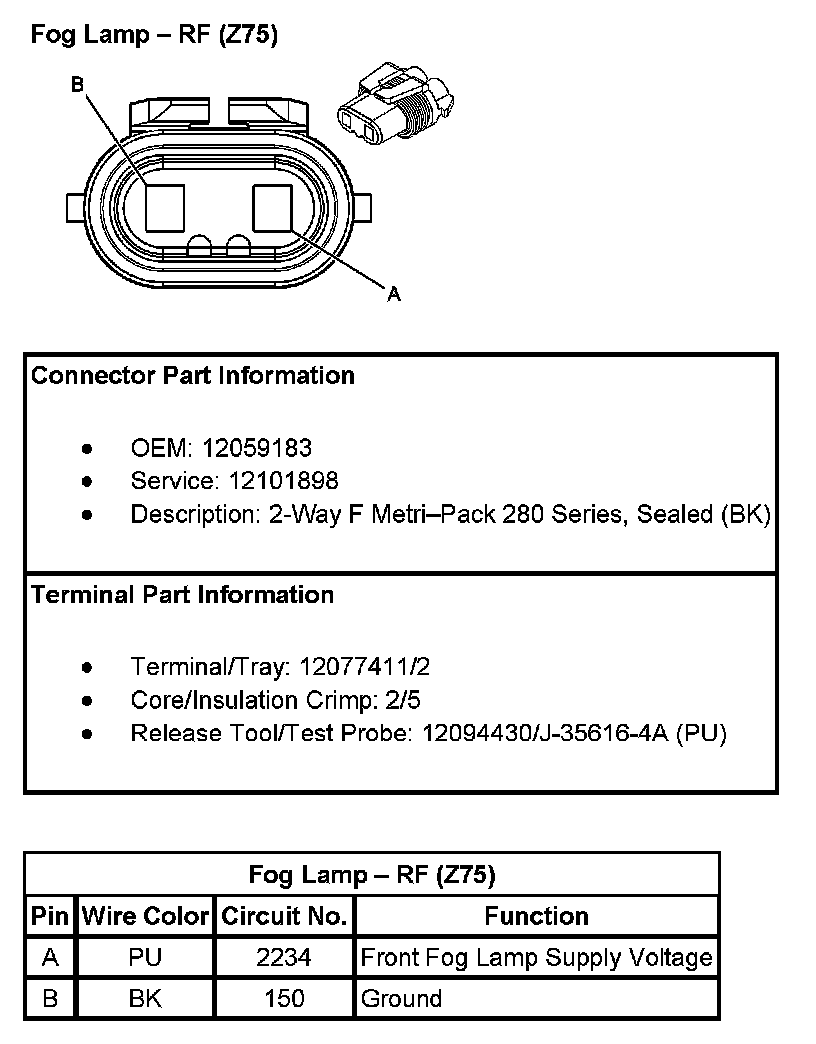 Fog Lamp – RF (Z75)
B
A
Connector Part Information
● OEM: 12059183
● Service: 12101898
● Description: 2-Way F Metri–Pack 280 Series, Sealed (BK)
Terminal Part Information
● Terminal/Tray: 12077411/2
● Core/Insulation Crimp: 2/5
● Release Tool/Test Probe: 12094430/J-35616-4A (PU)
Fog Lamp – RF (Z75)
Pin Wire Color Circuit No. Function
A PU 2234 Front Fog Lamp Supply Voltage
B BK 150 Ground